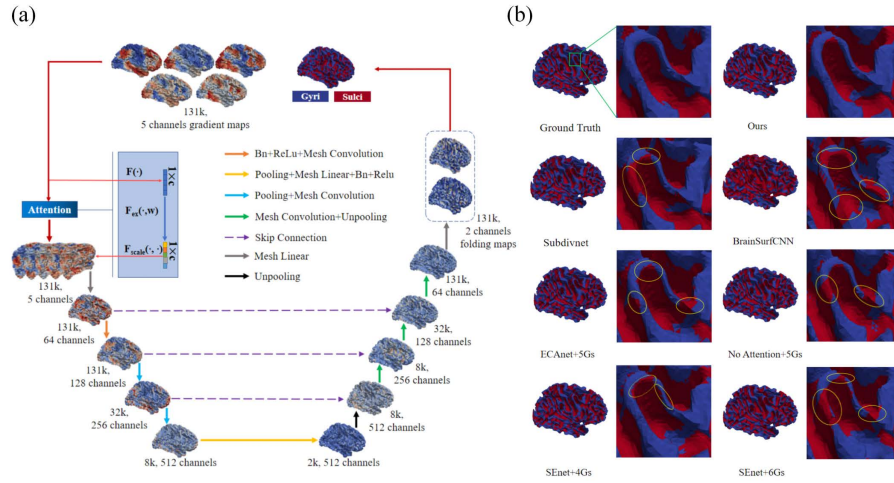 (a)
131k,
5 channels gradient maps
Gyri
Sulci
F(·)
1×c
Attention
Fex(·,w)
Fscale(·, ·)
1×c
131k,
5 channels
131k,
64 channels
131k,
128 channels
32k,
256 channels
8k, 512 channels
2k, 512 channels
8k,
512 channels
8k,
256 channels
32k,
128 channels
131k,
64 channels
131k,
2 channels
folding maps
Bn+ReLu+Mesh Convolution
Pooling+Mesh Linear+Bn+Relu
Pooling+Mesh Convolution
Mesh Convolution+Unpooling
Skip Connection
Mesh Linear
Unpooling
(b)
Ground Truth
Ours
Subdivnet
BrainSurfCNN
ECAnet+5Gs
No Attention+5Gs
SEnet+4Gs
SEnet+6Gs